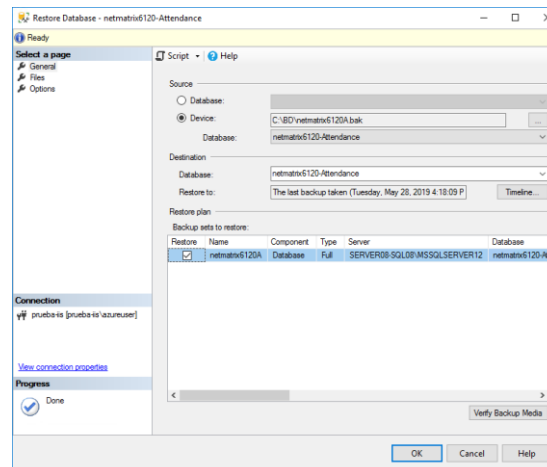 Restore Database - netmatrix6120-Attendance
Ready
Select a page
General
Files
Options
Script
Help
Source
Database:
Device:
C:\BD\netmatrix6120A.bak
...
Database:
netmatrix6120-Attendance
Destination
Database:
netmatrix6120-Attendance
Restore to:
The last backup taken (Tuesday, May 28, 2019 4:18:09 P
Timeline...
Restore plan
Backup sets to restore:
Restore Name Component Type Server Database
netmatrix6120A Database Full SERVER08-SQL08\MSSQLSERVER12 netmatrix6120-A
Connection
prueba-iis [prueba-iis\azureuser]
View connection properties
Progress
Done
Verify Backup Media
OK Cancel Help